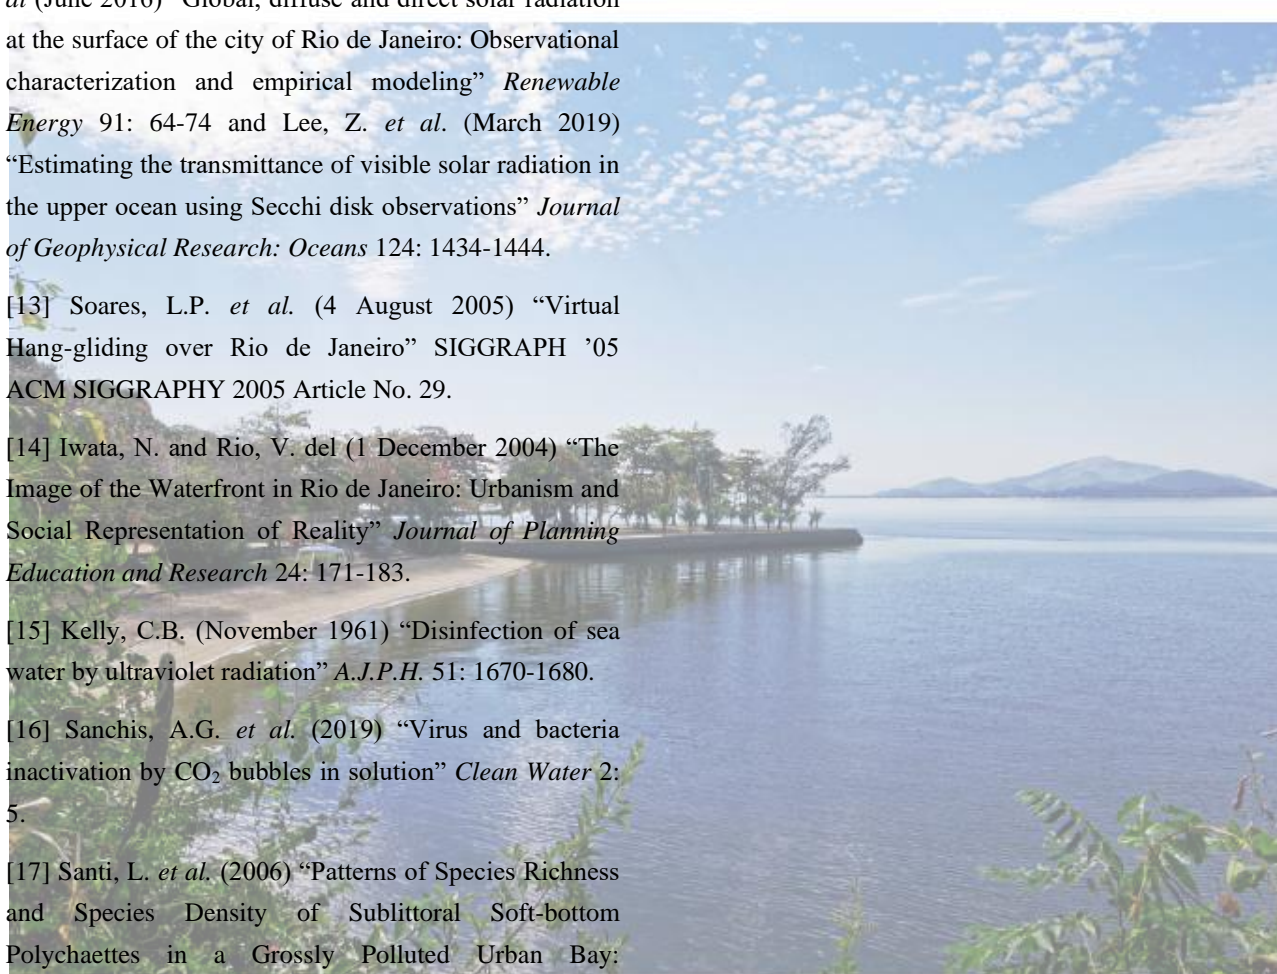 al (June 2016) “Global, diffuse and direct solar radiation
at the surface of the city of Rio de Janeiro: Observational
characterization and empirical modeling” Renewable
Energy 91: 64-74 and Lee, Z. et al. (March 2019)
“Estimating the transmittance of visible solar radiation in
the upper ocean using Secchi disk observations” Journal
of Geophysical Research: Oceans 124: 1434-1444.
[13] Soares, L.P. et al. (4 August 2005) “Virtual
Hang-gliding over Rio de Janeiro” SIGGRAPH ’05
ACM SIGGRAPHY 2005 Article No. 29.
[14] Iwata, N. and Rio, V. del (1 December 2004) “The
Image of the Waterfront in Rio de Janeiro: Urbanism and
Social Representation of Reality” Journal of Planning
Education and Research 24: 171-183.
[15] Kelly, C.B. (November 1961) “Disinfection of sea
water by ultraviolet radiation” A.J.P.H. 51: 1670-1680.
[16] Sanchis, A.G. et al. (2019) “Virus and bacteria
inactivation by CO₂ bubbles in solution” Clean Water 2:
5.
[17] Santi, L. et al. (2006) “Patterns of Species Richness
and Species Density of Sublittoral Soft-bottom
Polychaettes in a Grossly Polluted Urban Bay: